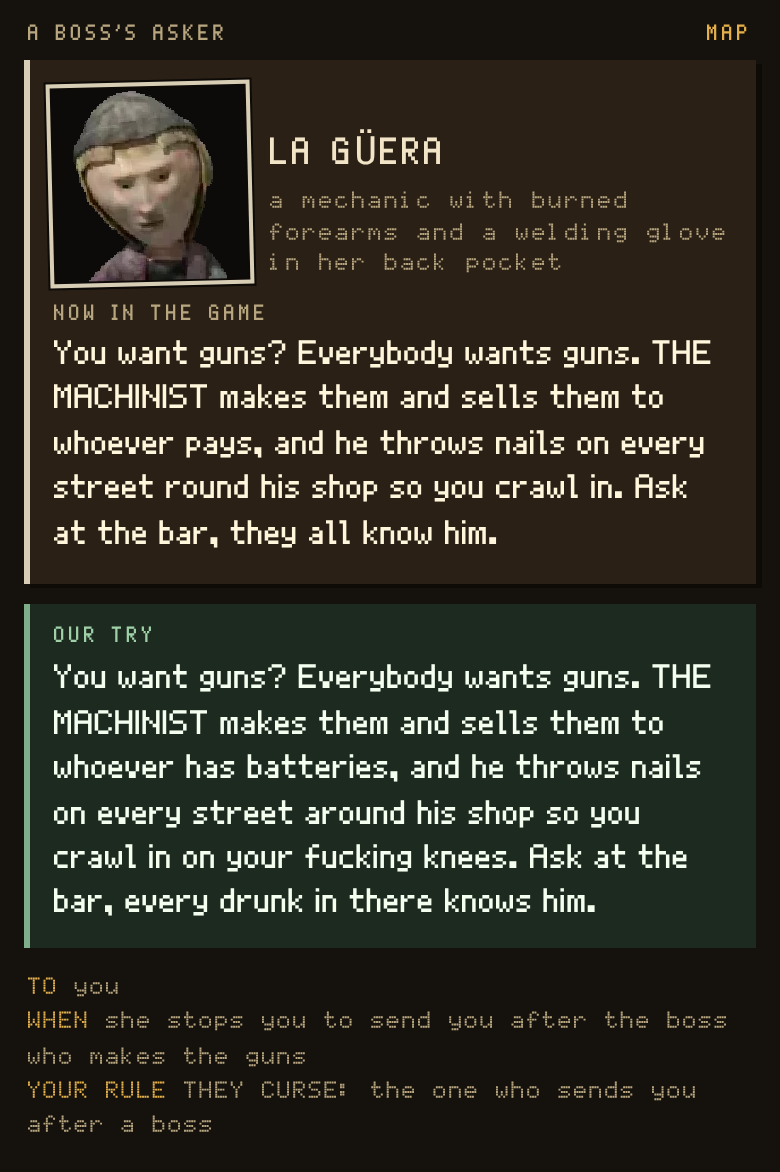 A BOSS'S ASKER
MAP
LA GÜERA
a mechanic with burned
forearms and a welding glove
in her back pocket
NOW IN THE GAME
You want guns? Everybody wants guns. THE
MACHINIST makes them and sells them to
whoever pays, and he throws nails on every
street round his shop so you crawl in. Ask
at the bar, they all know him.
OUR TRY
You want guns? Everybody wants guns. THE
MACHINIST makes them and sells them to
whoever has batteries, and he throws nails
on every street around his shop so you
crawl in on your fucking knees. Ask at the
bar, every drunk in there knows him.
TO you
WHEN she stops you to send you after the boss
who makes the guns
YOUR RULE THEY CURSE: the one who sends you
after a boss